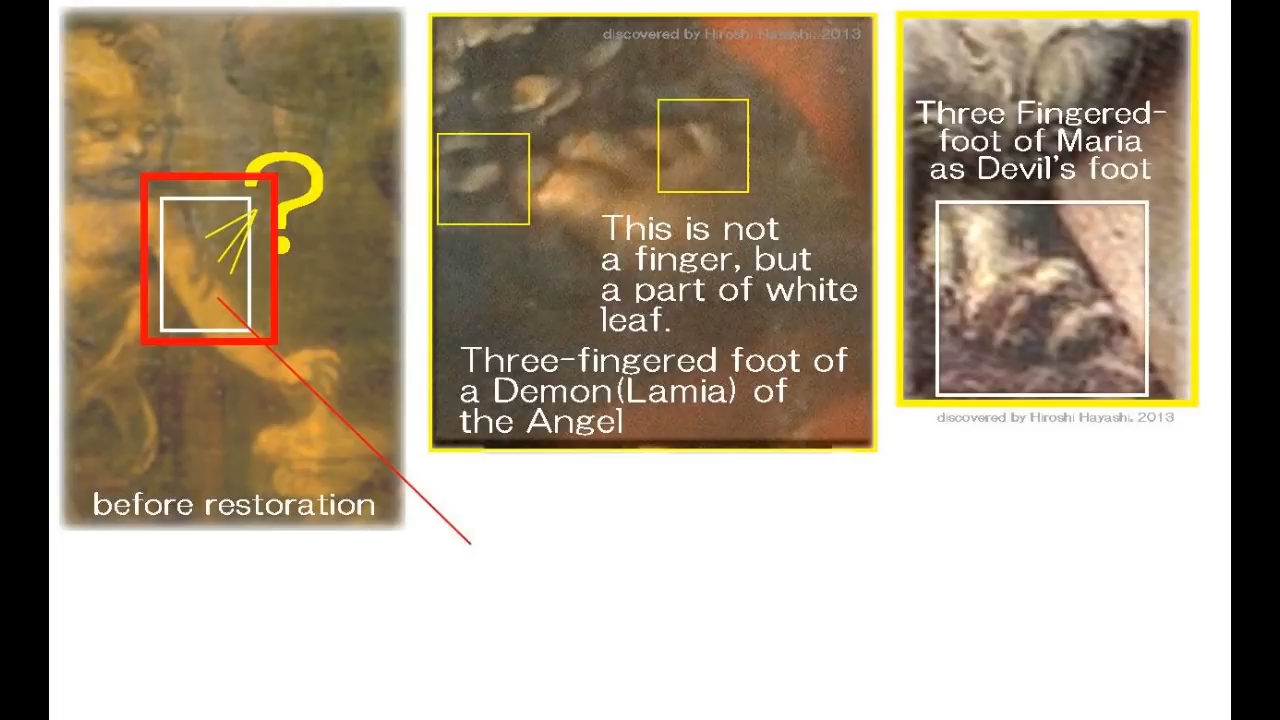 ?
before restoration
discovered by Hiroshi Hayashi, 2013
This is not
a finger, but
a part of white
leaf.
Three-fingered foot of
a Demon(Lamia) of
the Angel
Three Fingered-
foot of Maria
as Devil's foot
discovered by Hiroshi Hayashi, 2013